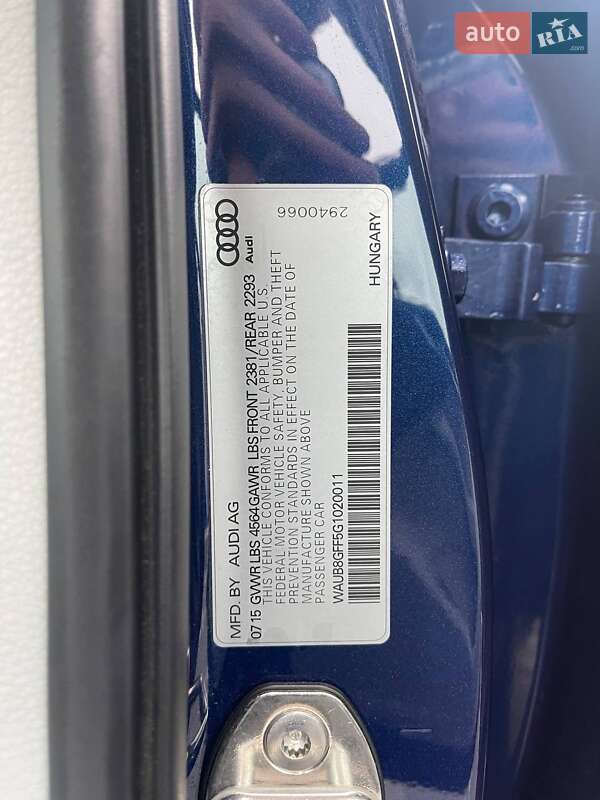 auto RIA
.com
Audi
2940066
HUNGARY
MFD. BY AUDI AG
0715 GVWR LBS 4564 GAWR LBS FRONT 2381/REAR 2293
THIS VEHICLE CONFORMS TO ALL APPLICABLE U.S.
FEDERAL MOTOR VEHICLE SAFETY, BUMPER AND THEFT
PREVENTION STANDARDS IN EFFECT ON THE DATE OF
MANUFACTURE SHOWN ABOVE
PASSENGER CAR
WAUB8GFF5G1020011